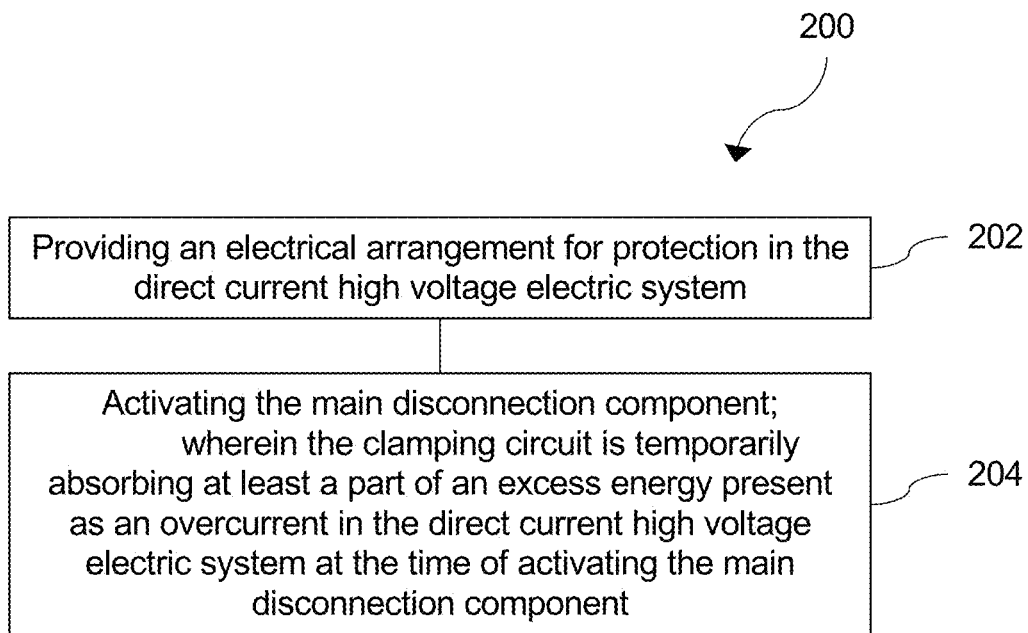 200
Providing an electrical arrangement for protection in the
direct current high voltage electric system
202
Activating the main disconnection component;
wherein the clamping circuit is temporarily
absorbing at least a part of an excess energy present
as an overcurrent in the direct current high voltage
electric system at the time of activating the main
disconnection component
204